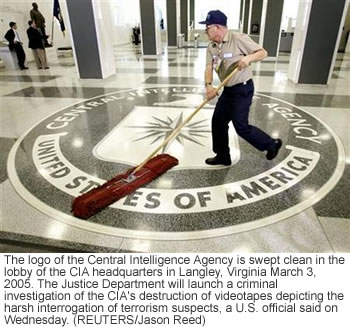 CENTRAL INTELLIGENCE AGENCY
UNITED STATES OF AMERICA
The logo of the Central Intelligence Agency is swept clean in the
lobby of the CIA headquarters in Langley, Virginia March 3,
2005. The Justice Department will launch a criminal
investigation of the CIA's destruction of videotapes depicting the
harsh interrogation of terrorism suspects, a U.S. official said on
Wednesday. (REUTERS/Jason Reed)